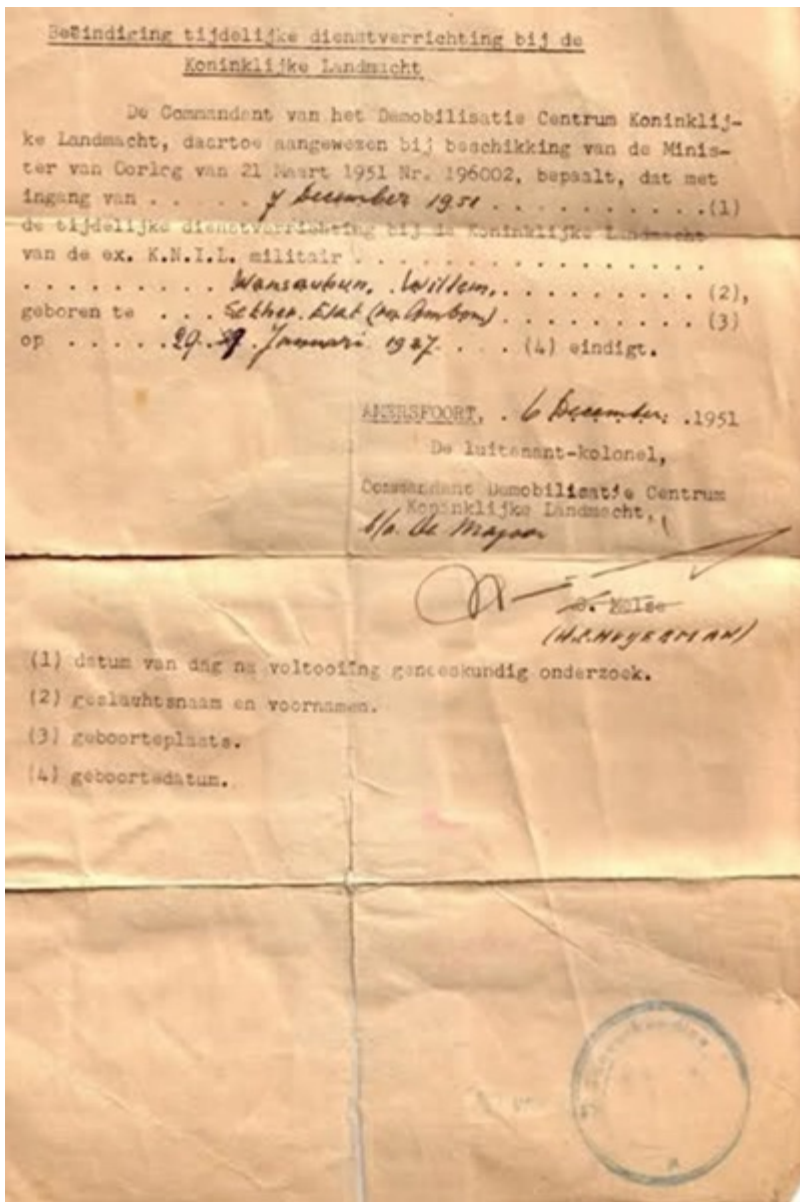 Beëindiging tijdelijke dienstverrichting bij de
Koninklijke Landmacht
De Commandant van het Demobilisatie Centrum Koninklij-
ke Landmacht, daartoe aangewezen bij beschikking van de Minis-
ter van Oorlog van 21 Maart 1951 Nr. 196002, bepaalt, dat met
ingang van . . . . . 7 December 1951 . . . . . . . . . . (1)
de tijdelijke dienstverrichting bij de Koninklijke Landmacht
van de ex. K.N.I.L. militair . . . . . . . . . . . . . . . .
. . . . . . . . . Willem, . . . . . . . . . (2),
geboren te . . . (op Ambon) . . . . . . . . . (3)
op . . . . . 29 Januari 1927 . . . . (4) eindigt.
AMERSFOORT, . 6 December . 1951
De luitenant-kolonel,
Commandant Demobilisatie Centrum
Koninklijke Landmacht,
b/a. de Majoor
(1) datum van dag na voltooiing geneeskundig onderzoek.
(2) geslachtsnaam en voornamen.
(3) geboorteplaats.
(4) geboortedatum.